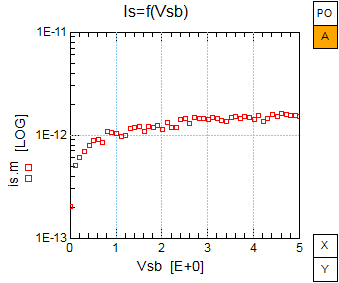 Is=f(Vsb)
PO
A
1E-11
1E-12
1E-13
is.m [LOG]
0
1
2
3
4
5
Vsb [E+0]
X
Y